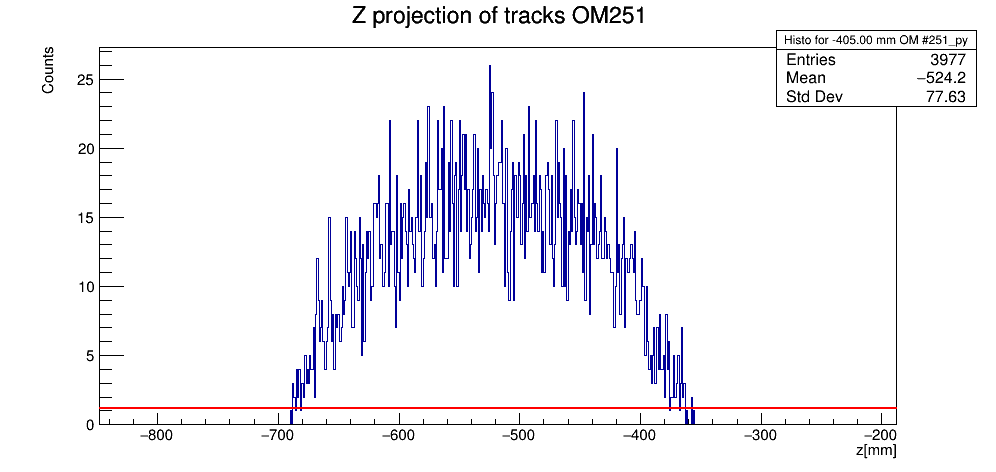 Z projection of tracks OM251
Histo for -405.00 mm OM #251_py
Entries 3977
Mean −524.2
Std Dev 77.63
Counts
25
20
15
10
5
0
−800 −700 −600 −500 −400 −300 −200
z[mm]